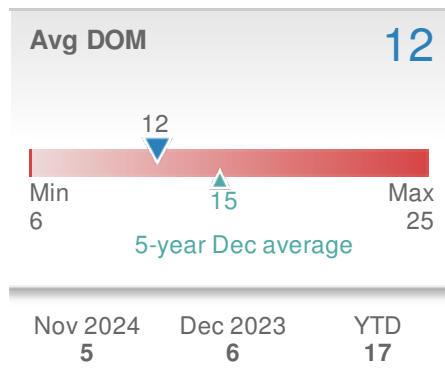 Avg DOM 12
12
Min Max
6 15 25
5-year Dec average
Nov 2024 Dec 2023 YTD
5 6 17